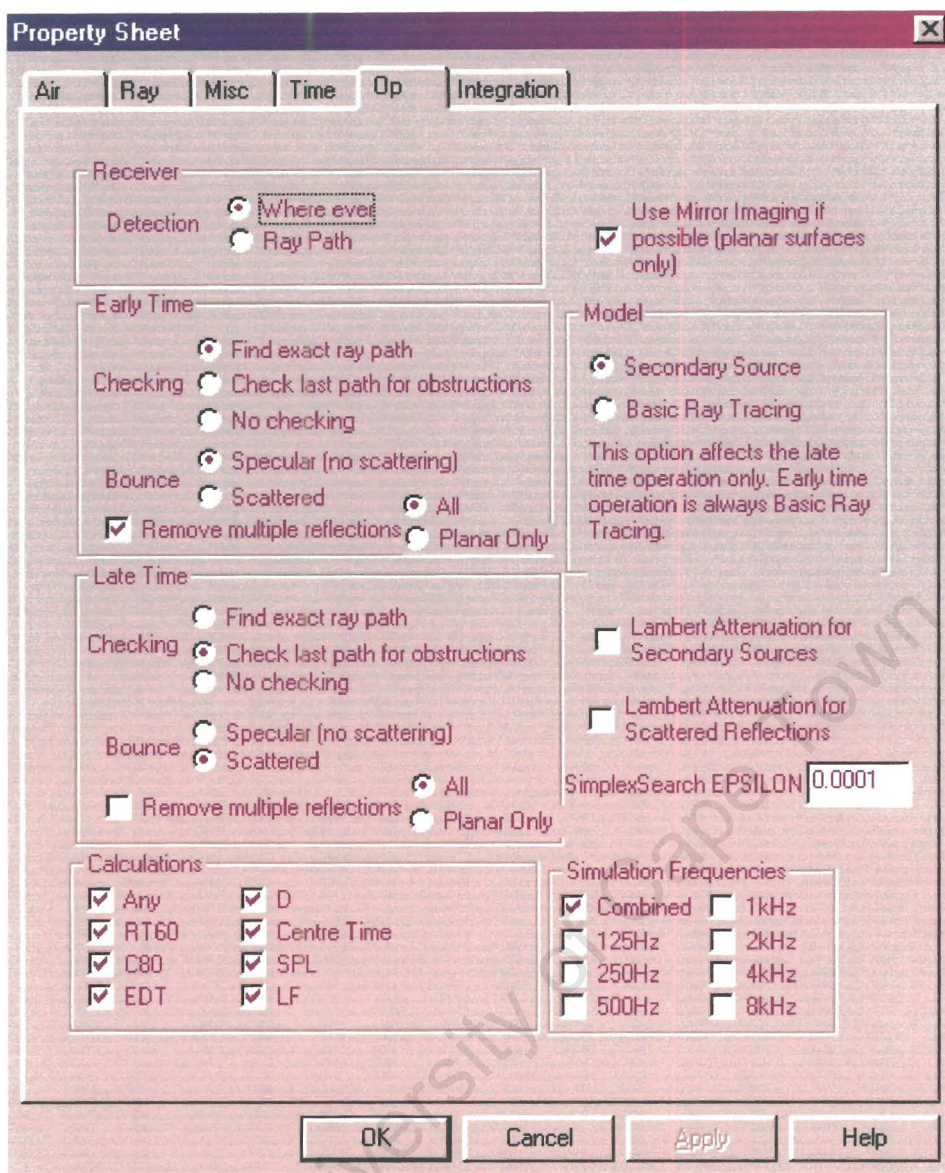 Property Sheet
Air Ray Misc Time Op Integration
Receiver
Detection
Where ever
Ray Path
Use Mirror Imaging if
possible (planar surfaces
only)
Early Time
Checking
Find exact ray path
Check last path for obstructions
No checking
Bounce
Specular (no scattering)
Scattered
Remove multiple reflections
All
Planar Only
Model
Secondary Source
Basic Ray Tracing
This option affects the late
time operation only. Early time
operation is always Basic Ray
Tracing.
Late Time
Checking
Find exact ray path
Check last path for obstructions
No checking
Bounce
Specular (no scattering)
Scattered
Remove multiple reflections
All
Planar Only
Lambert Attenuation for
Secondary Sources
Lambert Attenuation for
Scattered Reflections
SimplexSearch EPSILON 0.0001
Calculations
Any D
RT60 Centre Time
C80 SPL
EDT LF
Simulation Frequencies
Combined 1kHz
125Hz 2kHz
250Hz 4kHz
500Hz 8kHz
OK Cancel Apply Help
University of Cape Town